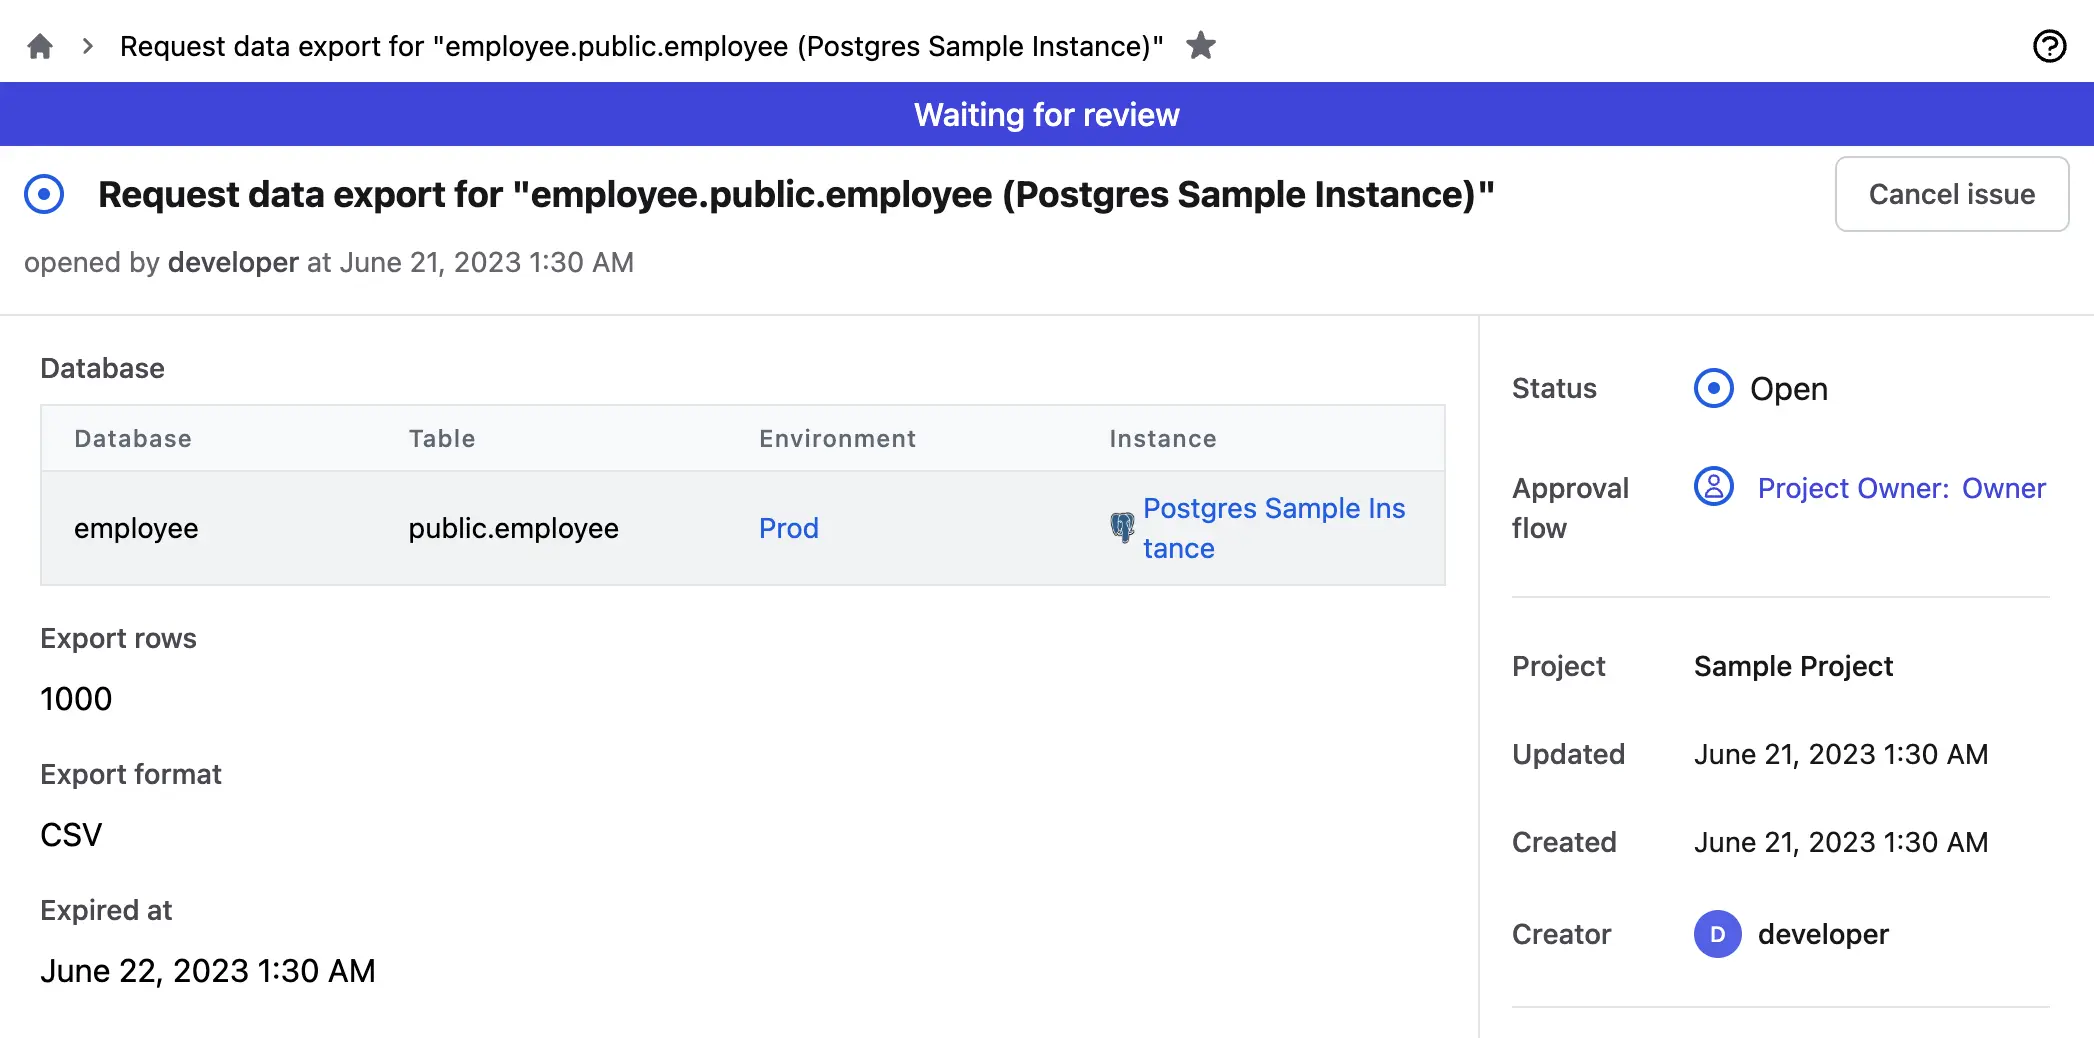 Request data export for "employee.public.employee (Postgres Sample Instance)"
Waiting for review
Request data export for "employee.public.employee (Postgres Sample Instance)"
Cancel issue
opened by developer at June 21, 2023 1:30 AM
Database
Database Table Environment Instance
employee public.employee Prod Postgres Sample Ins
tance
Export rows
1000
Export format
CSV
Expired at
June 22, 2023 1:30 AM
Status Open
Approval Project Owner: Owner
flow
Project Sample Project
Updated June 21, 2023 1:30 AM
Created June 21, 2023 1:30 AM
Creator D developer